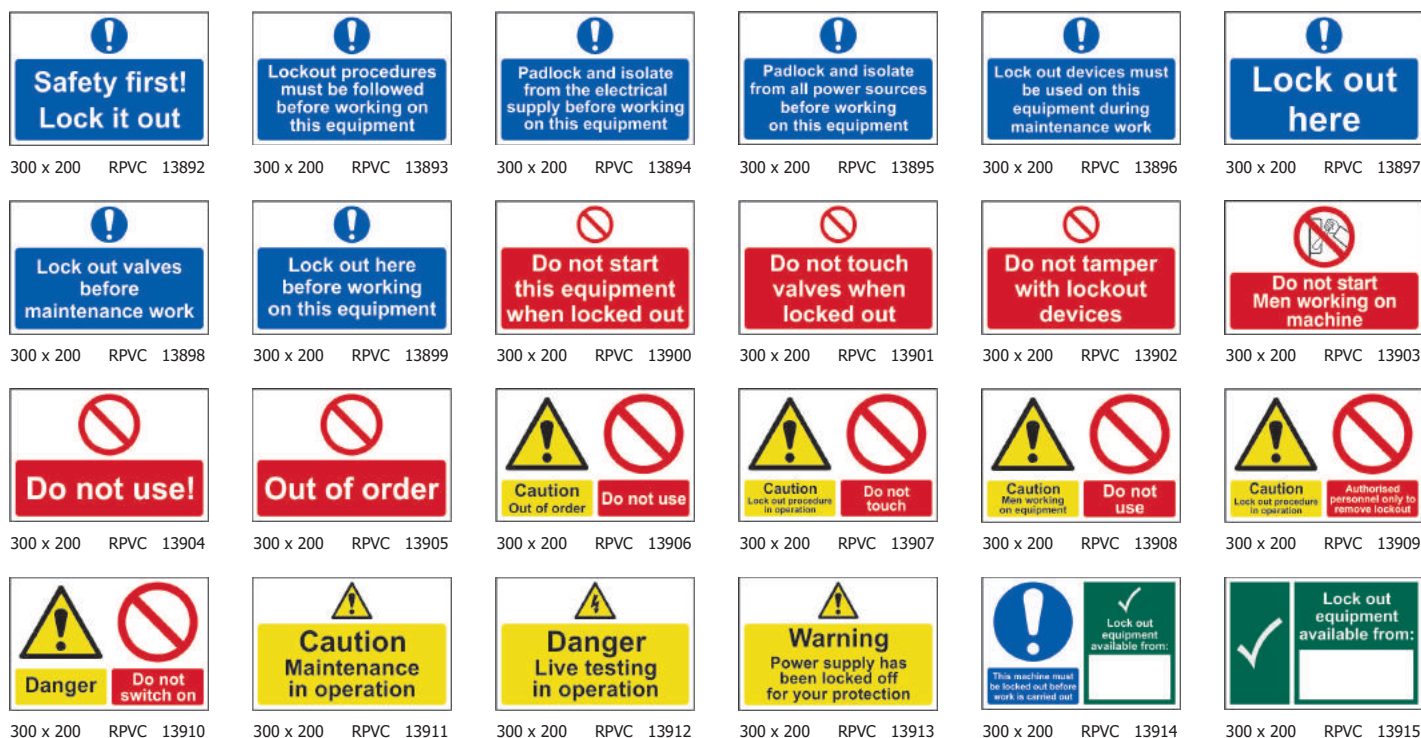 Safety first!
Lock it out
300 x 200 RPVC 13892
Lockout procedures
must be followed
before working on
this equipment
300 x 200 RPVC 13893
Padlock and isolate
from the electrical
supply before working
on this equipment
300 x 200 RPVC 13894
Padlock and isolate
from all power sources
before working
on this equipment
300 x 200 RPVC 13895
Lock out devices must
be used on this
equipment during
maintenance work
300 x 200 RPVC 13896
Lock out
here
300 x 200 RPVC 13897
Lock out valves
before
maintenance work
300 x 200 RPVC 13898
Lock out here
before working
on this equipment
300 x 200 RPVC 13899
Do not start
this equipment
when locked out
300 x 200 RPVC 13900
Do not touch
valves when
locked out
300 x 200 RPVC 13901
Do not tamper
with lockout
devices
300 x 200 RPVC 13902
Do not start
Men working on
machine
300 x 200 RPVC 13903
Do not use!
300 x 200 RPVC 13904
Out of order
300 x 200 RPVC 13905
Caution
Out of order
Do not use
300 x 200 RPVC 13906
Caution
Lock out procedure
in operation
Do not
touch
300 x 200 RPVC 13907
Caution
Men working
on equipment
Do not
use
300 x 200 RPVC 13908
Caution
Lock out procedure
in operation
Authorised
personnel only to
remove lockout
300 x 200 RPVC 13909
Danger
Do not
switch on
300 x 200 RPVC 13910
Caution
Maintenance
in operation
300 x 200 RPVC 13911
Danger
Live testing
in operation
300 x 200 RPVC 13912
Warning
Power supply has
been locked off
for your protection
300 x 200 RPVC 13913
This machine must
be locked out before
work is carried out
Lock out
equipment
available from:
300 x 200 RPVC 13914
Lock out
equipment
available from:
300 x 200 RPVC 13915